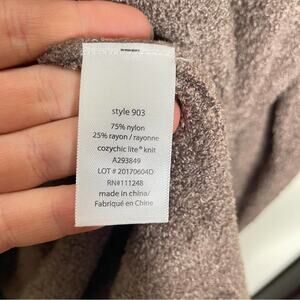 style 903
75% nylon
25% rayon / rayonne
cozychic lite® knit
A293849
LOT # 20170604D
RN#111248
made in china/
Fabriqué en Chine